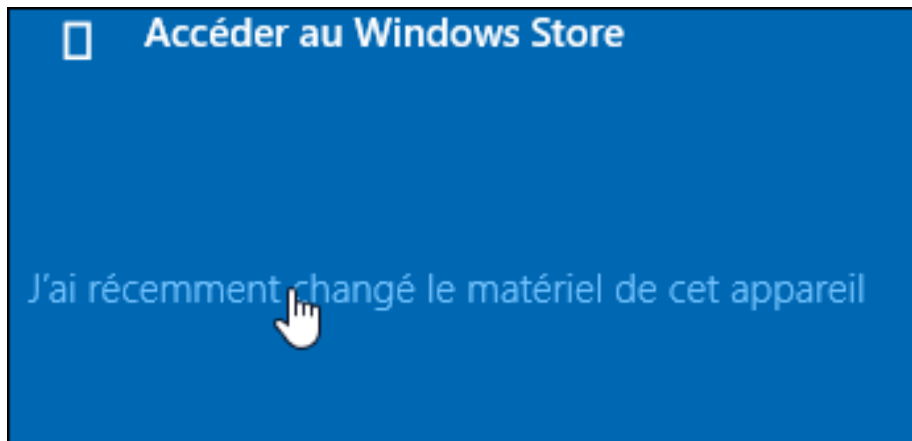 Accéder au Windows Store
J'ai récemment changé le matériel de cet appareil